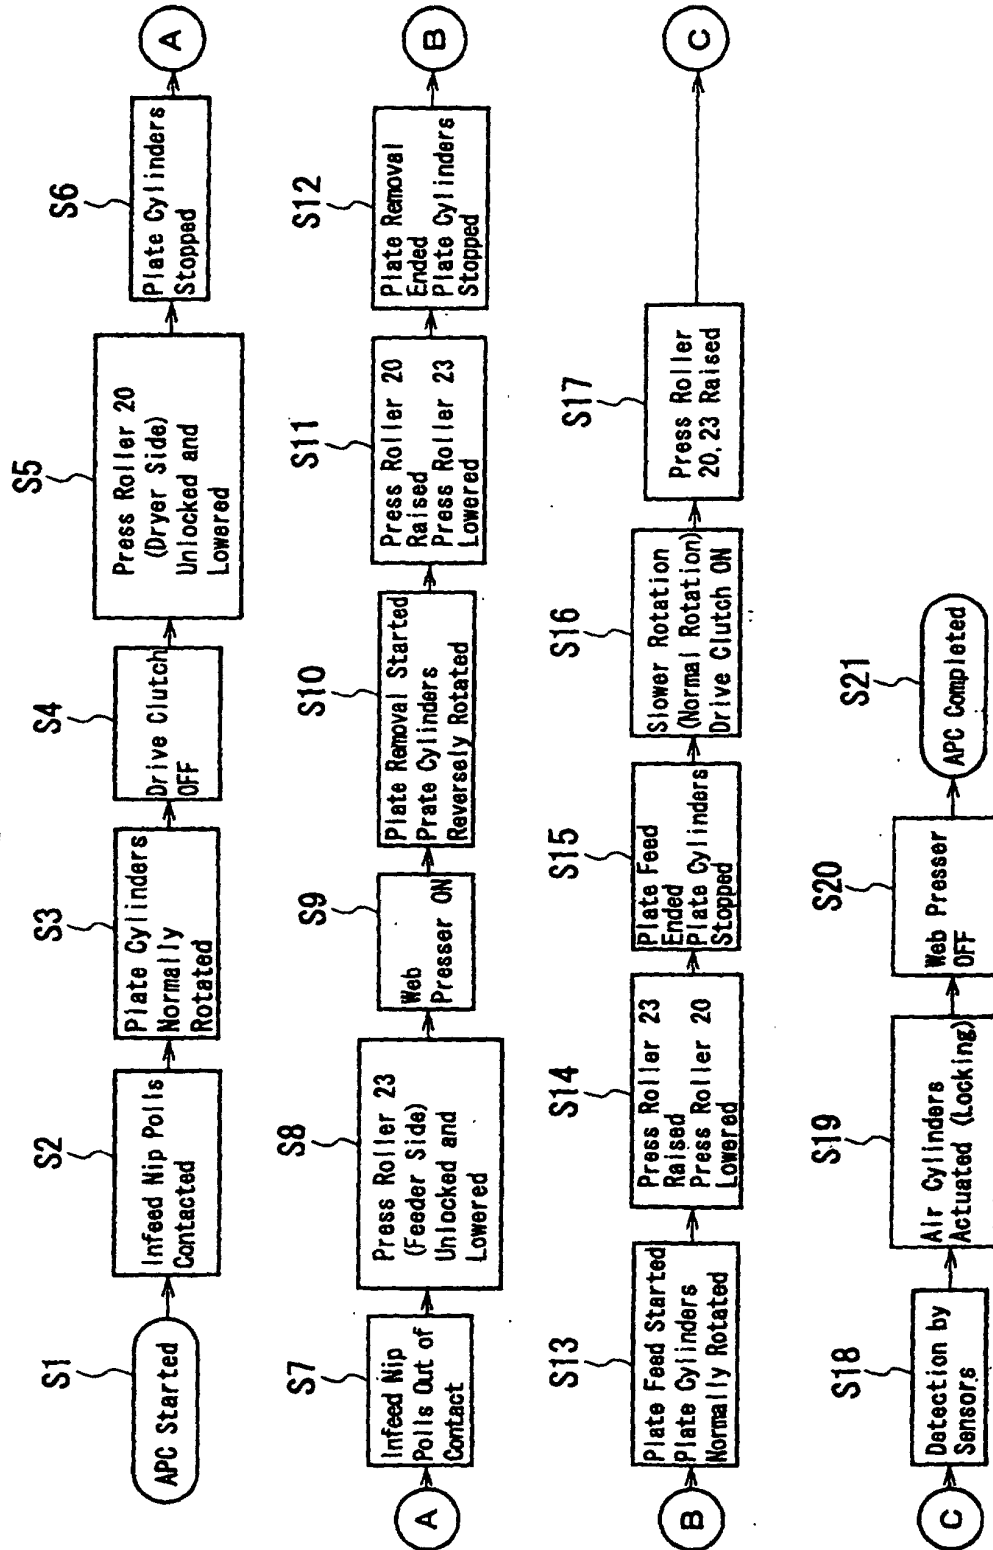 S1
APC Started
S2
Infeed Nip Polls
Contacted
S3
Plate Cylinders
Normally
Rotated
S4
Drive Clutch
OFF
S5
Press Roller 20
(Dryer Side)
Unlocked and
Lowered
S6
Plate Cylinders
Stopped
A
A
S7
Infeed Nip
Polls Out of
Contact
S8
Press Roller 23
(Feeder Side)
Unlocked and
Lowered
S9
Web
Presser ON
S10
Plate Removal Started
Prate Cylinders
Reversely Rotated
S11
Press Roller 20
Raised
Press Roller 23
Lowered
S12
Plate Removal
Ended
Plate Cylinders
Stopped
B
B
S13
Plate Feed Started
Plate Cylinders
Normally Rotated
S14
Press Roller 23
Raised
Press Roller 20
Lowered
S15
Plate Feed
Ended
Plate Cylinders
Stopped
S16
Slower Rotation
(Normal Rotation)
Drive Clutch ON
S17
Press Roller
20,23 Raised
C
C
S18
Detection by
Sensors
S19
Air Cylinders
Actuated (Locking)
S20
Web Presser
OFF
S21
APC Completed